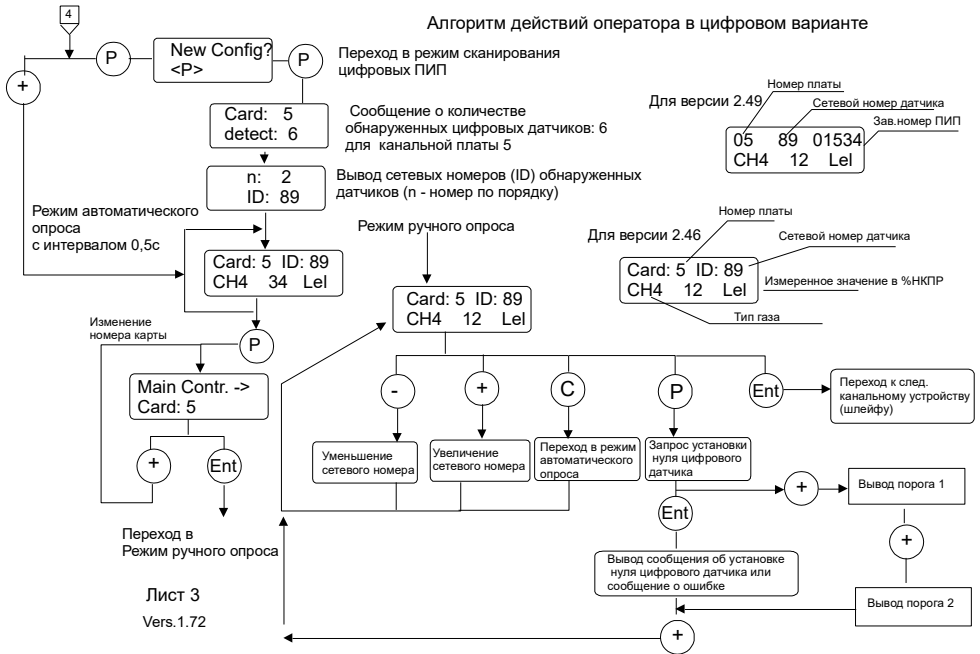 4
Алгоритм действий оператора в цифровом варианте
P
New Config?
<P>
P
Переход в режим сканирования
цифровых ПИП
+
Card: 5
detect: 6
Сообщение о количестве
обнаруженных цифровых датчиков: 6
для канальной платы 5
Номер платы
Для версии 2.49
Сетевой номер датчика
Зав.номер ПИП
05 89 01534
CH4 12 Lel
n: 2
ID: 89
Вывод сетевых номеров (ID) обнаруженных
датчиков (n - номер по порядку)
Режим автоматического
опроса
с интервалом 0,5с
Card: 5 ID: 89
CH4 34 Lel
Режим ручного опроса
Номер платы
Для версии 2.46
Сетевой номер датчика
Card: 5 ID: 89
CH4 12 Lel
Измеренное значение в %НКПР
Тип газа
Card: 5 ID: 89
CH4 12 Lel
Изменение
номера карты
P
Main Contr. ->
Card: 5
+
Ent
Переход в
Режим ручного опроса
-
+
C
P
Ent
Переход к след.
канальному устройству
(шлейфу)
Уменьшение
сетевого номера
Увеличение
сетевого номера
Переход в режим
автоматического
опроса
Запрос установки
нуля цифрового
датчика
+
Вывод порога 1
Ent
+
Вывод сообщения об установке
нуля цифрового датчика или
сообщение о ошибке
Вывод порога 2
+
Лист 3
Vers.1.72